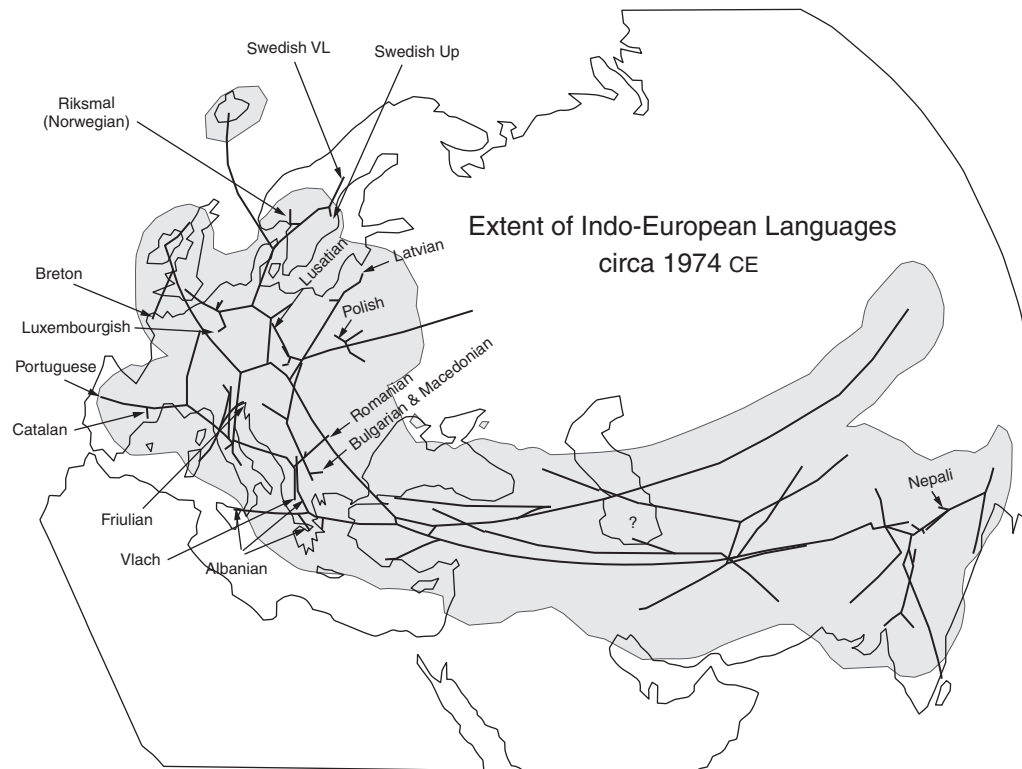 Swedish VL
Swedish Up
Riksmal
(Norwegian)
Extent of Indo-European Languages
circa 1974 CE
Lusatian
Latvian
Breton
Polish
Luxembourgish
Portuguese
Romanian
Bulgarian & Macedonian
Catalan
Nepali
Friulian
?
Vlach
Albanian